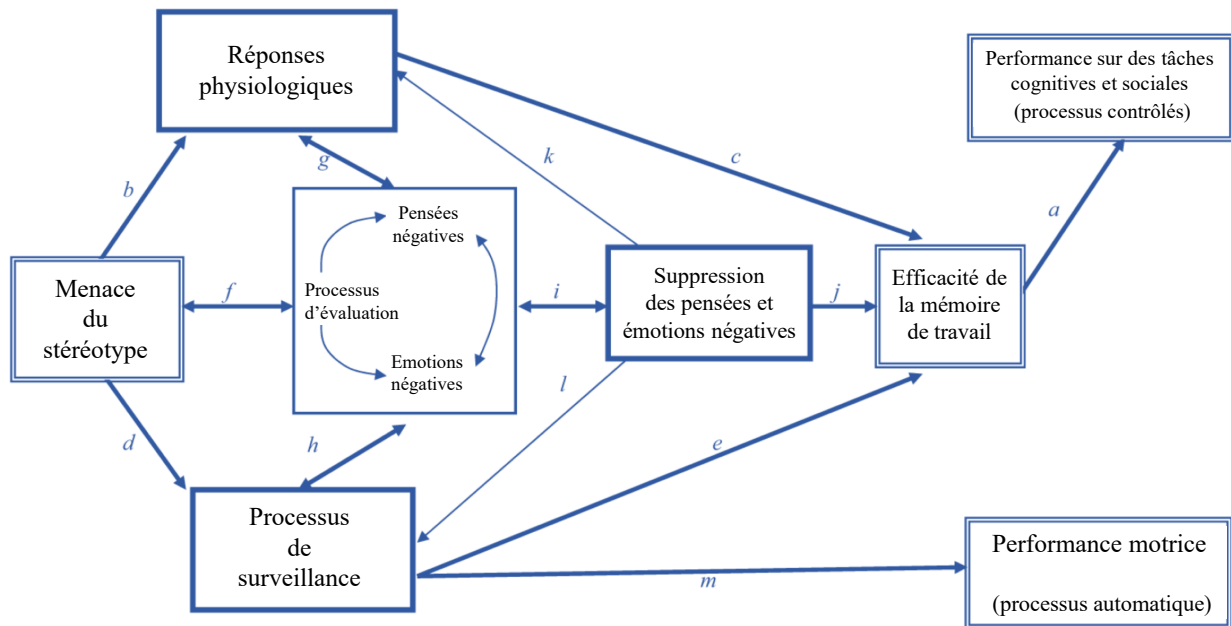 Réponses
physiologiques
Performance sur des tâches
cognitives et sociales
(processus contrôlés)
b
g
k
c
a
Pensées
négatives
Menace
du
stéréotype
f
Processus
d’évaluation
i
Suppression
des pensées et
émotions négatives
j
Efficacité de
la mémoire
de travail
Emotions
négatives
d
h
l
e
Processus
de
surveillance
m
Performance motrice
(processus automatique)